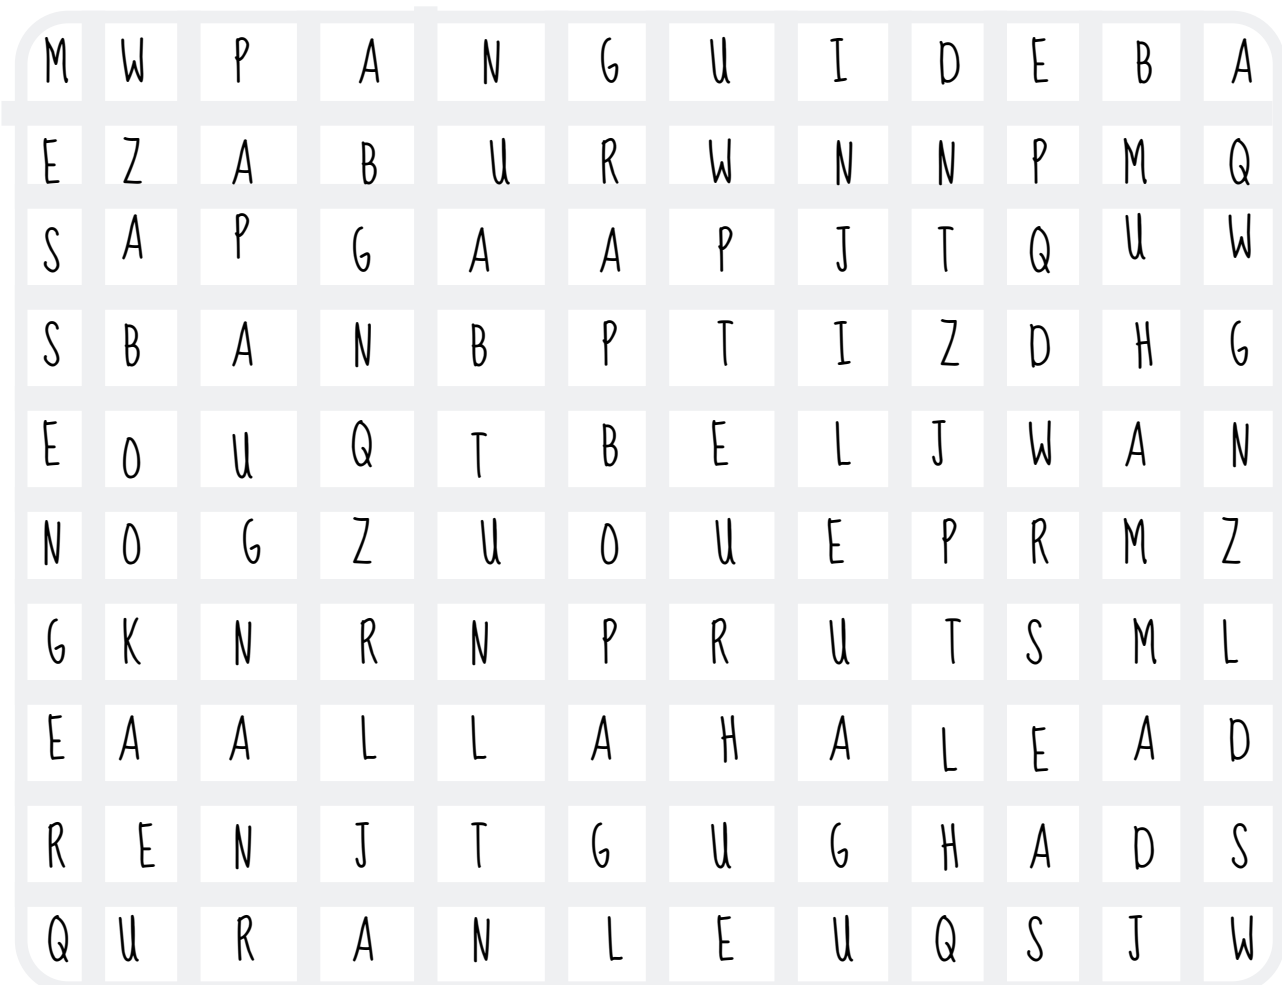 M W P A N G U I D E B A
E Z A B U R W N N P M Q
S A P G A A P J T Q U W
S B A N B P T I Z D H G
E O U Q T B E L J W A N
N O G Z U O U E P R M Z
G K N R N P R U T S M L
E A A L L A H A L E A D
R E N J T G U G H A D S
Q U R A N L E U Q S J W